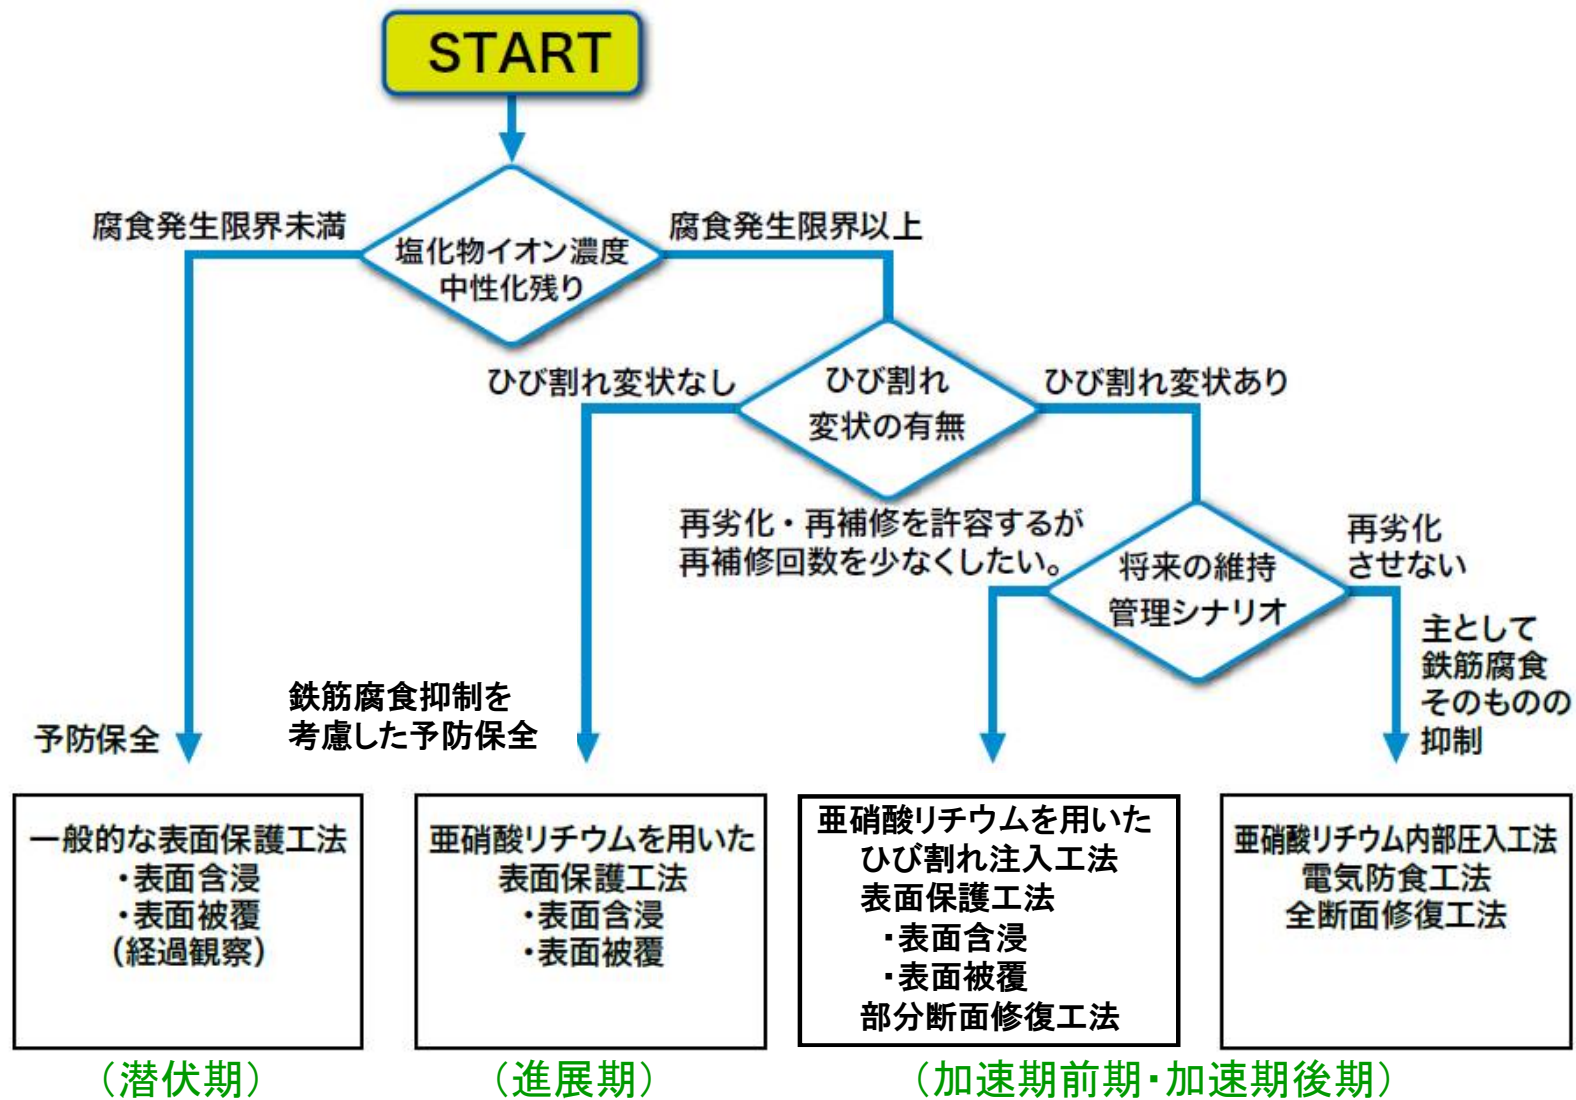 START
腐食発生限界未満
塩化物イオン濃度
中性化残り
腐食発生限界以上
ひび割れ変状なし
ひび割れ
変状の有無
ひび割れ変状あり
再劣化・再補修を許容するが
再補修回数を少なくしたい。
将来の維持
管理シナリオ
再劣化
させない
主として
鉄筋腐食
そのものの
抑制
鉄筋腐食抑制を
考慮した予防保全
予防保全
一般的な表面保護工法
・表面含浸
・表面被覆
(経過観察)
亜硝酸リチウムを用いた
表面保護工法
・表面含浸
・表面被覆
亜硝酸リチウムを用いた
ひび割れ注入工法
表面保護工法
・表面含浸
・表面被覆
部分断面修復工法
亜硝酸リチウム内部圧入工法
電気防食工法
全断面修復工法
（潜伏期）
（進展期）
（加速期前期・加速期後期）